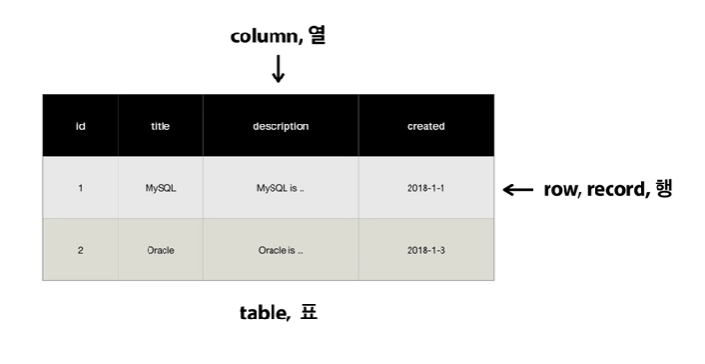 column, 열
id title description created
1 MySQL MySQL is .. 2018-1-1
row, record, 행
2 Oracle Oracle is .. 2018-1-3
table, 표